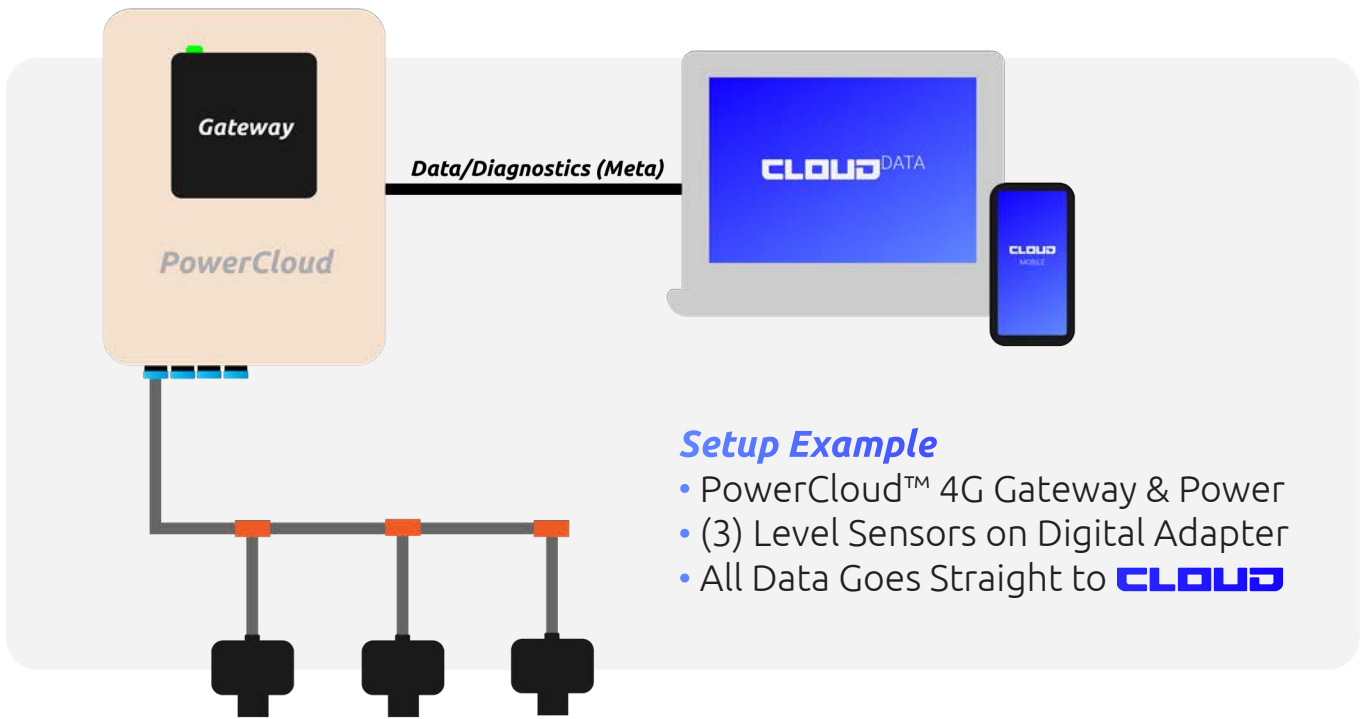 Gateway
PowerCloud
Data/Diagnostics (Meta)
CLOUD DATA
CLOUD
MOBILE
Setup Example
• PowerCloud™ 4G Gateway & Power
• (3) Level Sensors on Digital Adapter
• All Data Goes Straight to CLOUD